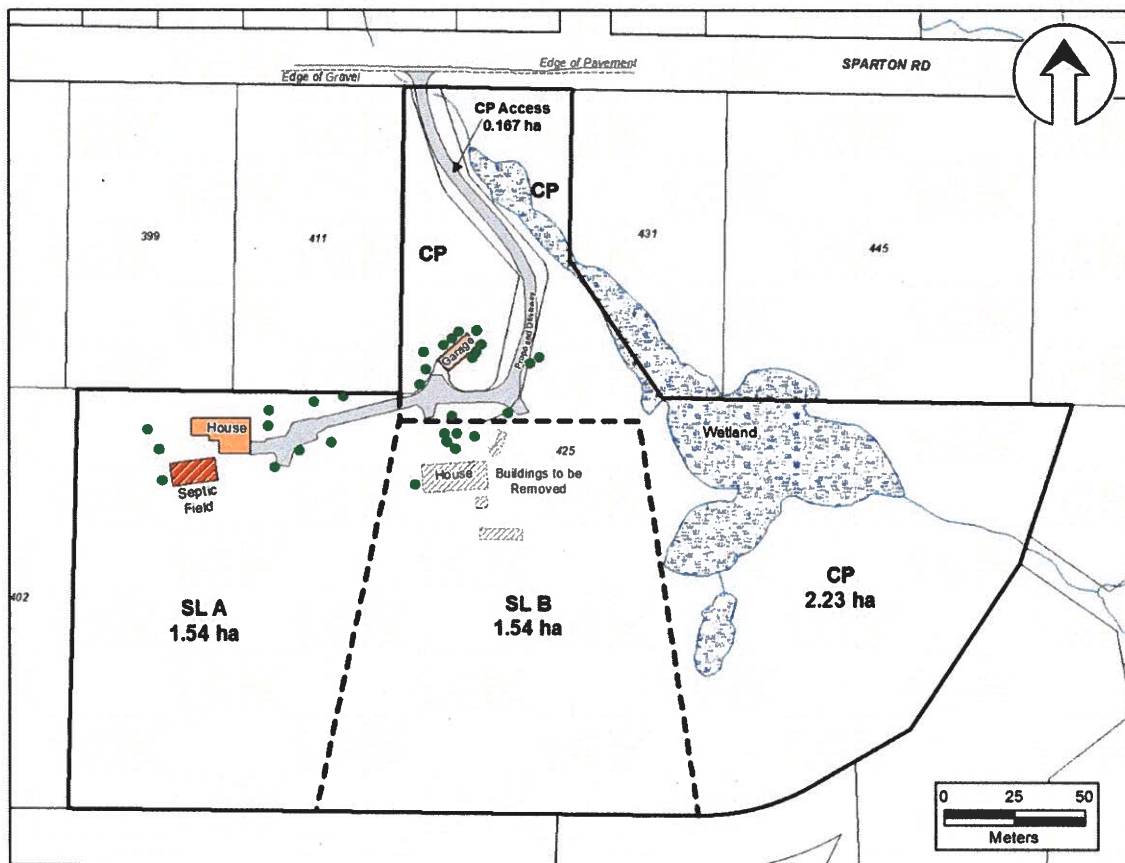 Edge of Pavement
SPARTON RD
Edge of Gravel
CP Access
0.167 ha
CP
CP
399
411
431
445
Garage
Proposed Driveway
House
Septic
Field
425
House
Buildings to be
Removed
Wetland
402
SL A
1.54 ha
SL B
1.54 ha
CP
2.23 ha
0 25 50
Meters